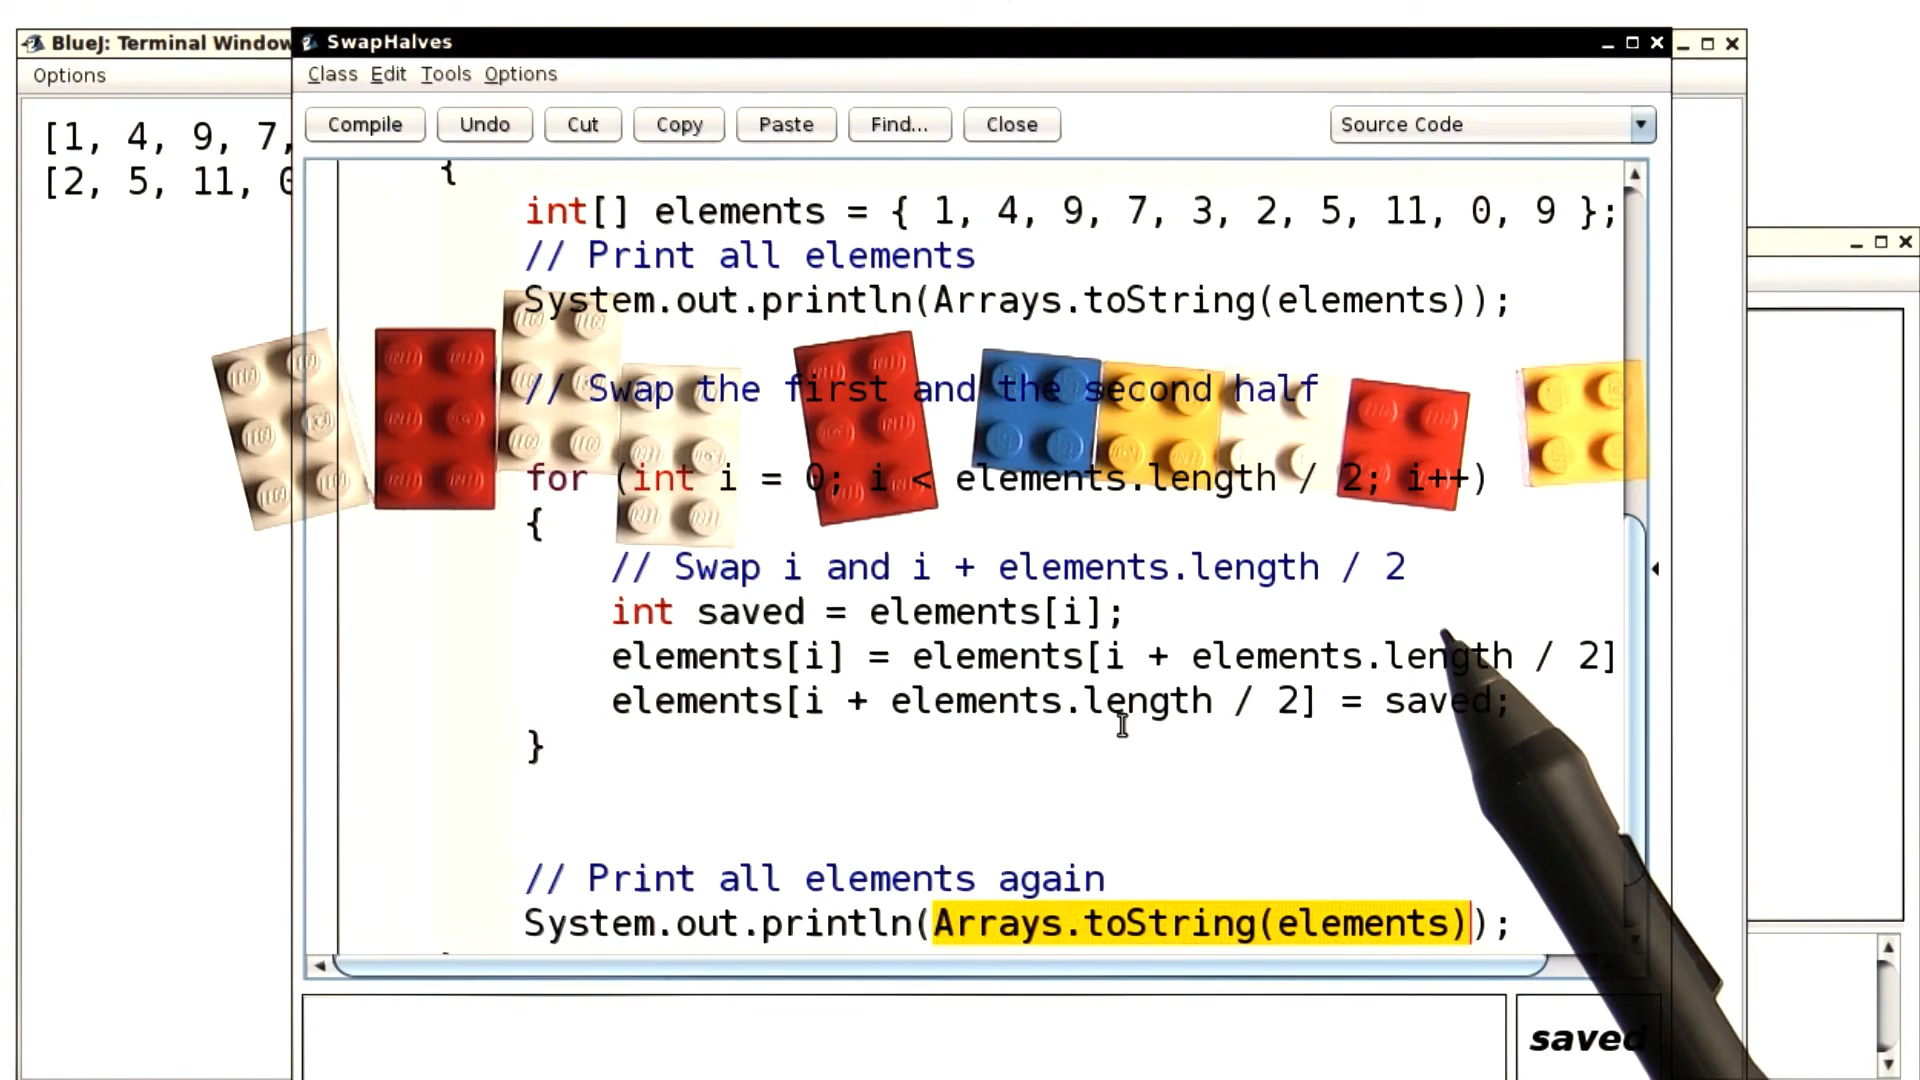 BlueJ: Terminal Window
Options
[1, 4, 9, 7,
[2, 5, 11, 0
SwapHalves
Class Edit Tools Options
Compile Undo Cut Copy Paste Find... Close Source Code
{
int[] elements = { 1, 4, 9, 7, 3, 2, 5, 11, 0, 9 };
// Print all elements
System.out.println(Arrays.toString(elements));
// Swap the first and the second half
for (int i = 0; i < elements.length / 2; i++)
{
// Swap i and i + elements.length / 2
int saved = elements[i];
elements[i] = elements[i + elements.length / 2]
elements[i + elements.length / 2] = saved;
}
// Print all elements again
System.out.println(Arrays.toString(elements));
saved